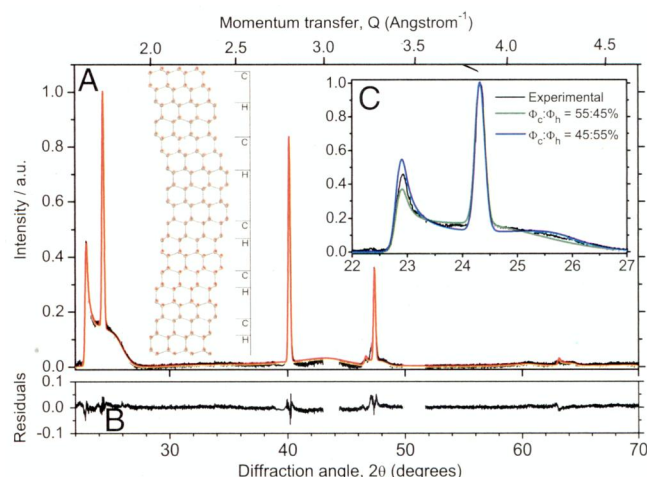 Momentum transfer, Q (Angstrom⁻¹)
2.0 2.5 3.0 3.5 4.0 4.5
A
C
H
C
H
C
H
C
H
C
H
C
Experimental
Φc:Φh = 55:45%
Φc:Φh = 45:55%
1.0
0.8
0.6
0.4
0.2
0.0
22 23 24 25 26 27
Intensity / a.u.
1.0
0.8
0.6
0.4
0.2
0.0
Residuals
0.1
0.0
-0.1
B
30 40 50 60 70
Diffraction angle, 2θ (degrees)